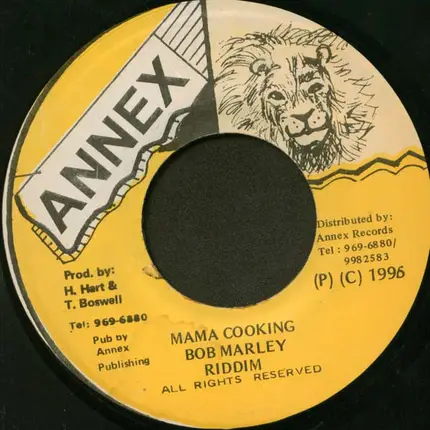 ANNEX
Distributed by:
Annex Records
Tel : 969-6880/
9982583
(P) (C) 1996
Prod. by:
H. Hart &
T. Boswell
Tel: 969-6880
Pub by
Annex
Publishing
MAMA COOKING
BOB MARLEY
RIDDIM
ALL RIGHTS RESERVED